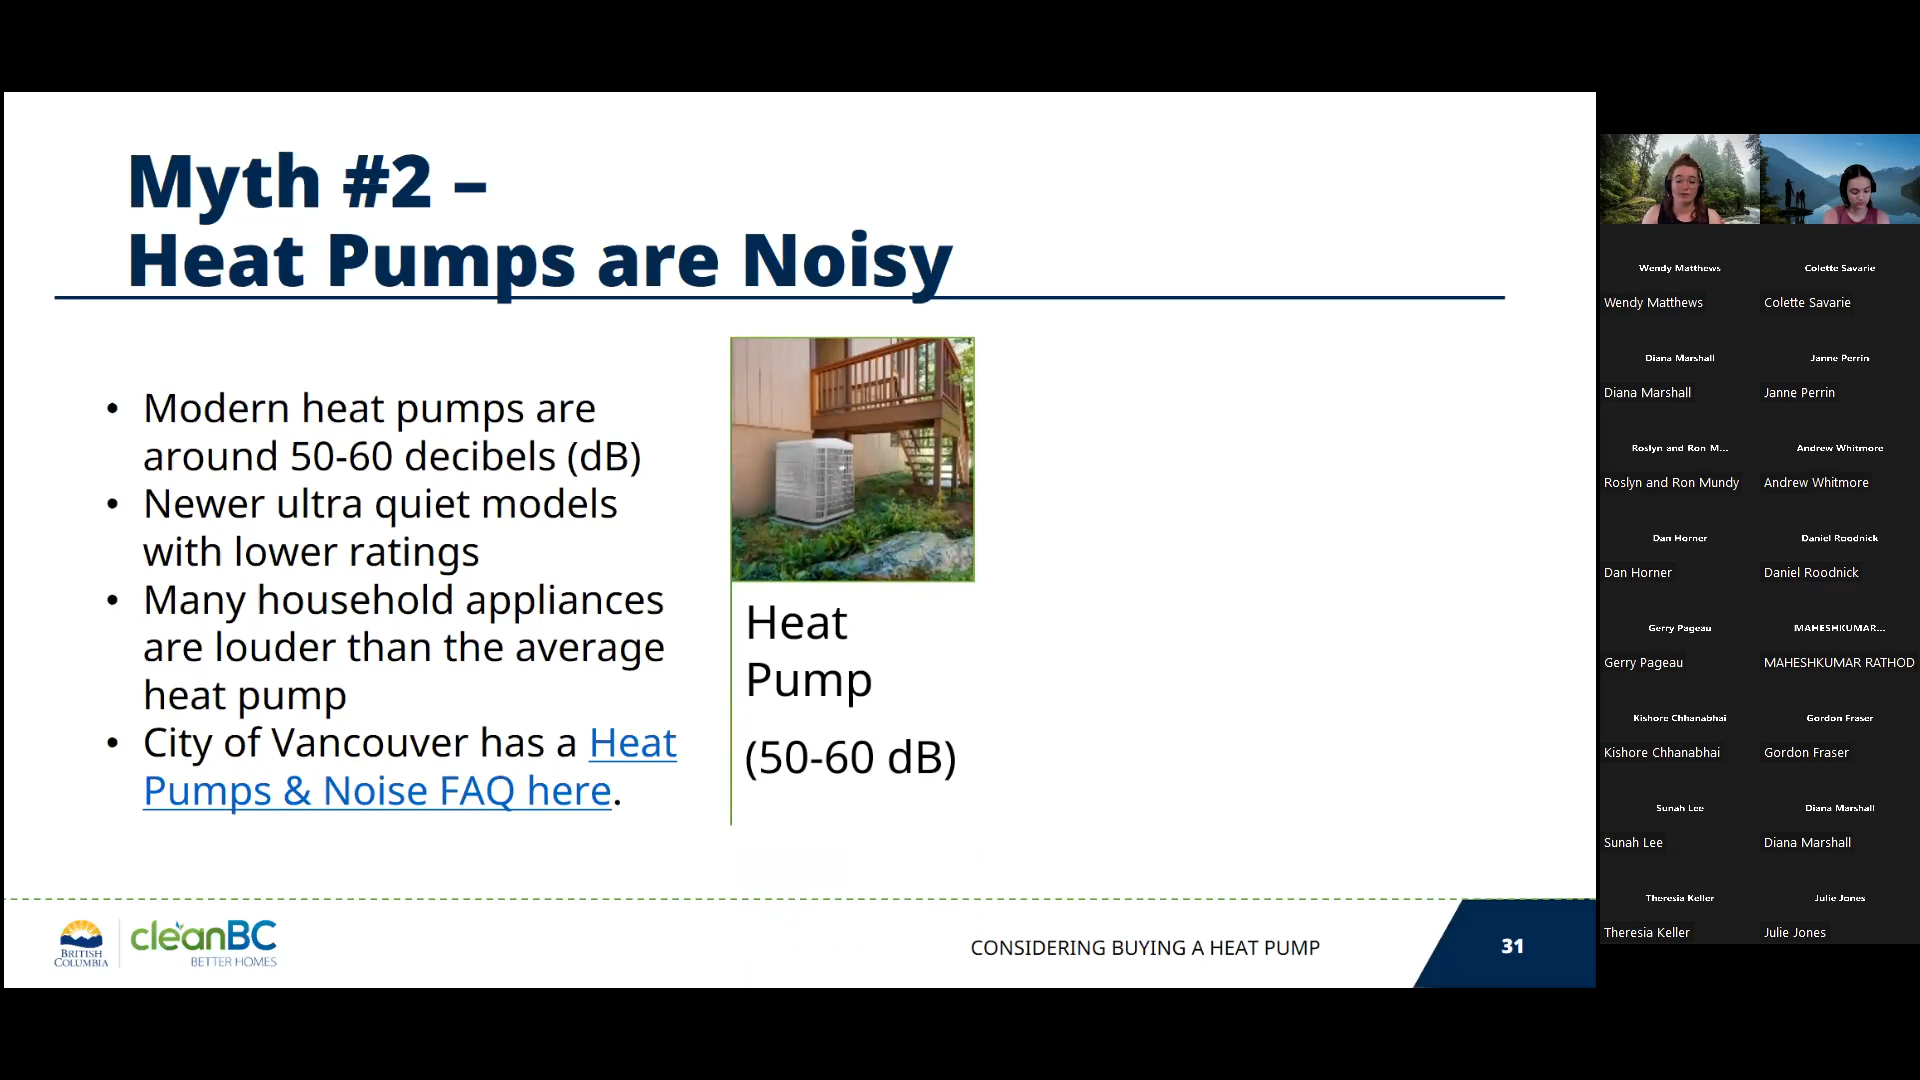 Myth #2 –
Heat Pumps are Noisy
• Modern heat pumps are
around 50-60 decibels (dB)
• Newer ultra quiet models
with lower ratings
• Many household appliances
are louder than the average
heat pump
• City of Vancouver has a Heat
Pumps & Noise FAQ here.
Heat
Pump
(50-60 dB)
BRITISH
COLUMBIA
cleanBC
BETTER HOMES
CONSIDERING BUYING A HEAT PUMP
31
Wendy Matthews
Colette Savarie
Wendy Matthews
Colette Savarie
Diana Marshall
Janne Perrin
Diana Marshall
Janne Perrin
Roslyn and Ron M...
Andrew Whitmore
Roslyn and Ron Mundy
Andrew Whitmore
Dan Horner
Daniel Roodnick
Dan Horner
Daniel Roodnick
Gerry Pageau
MAHESHKUMAR...
Gerry Pageau
MAHESHKUMAR RATHOD
Kishore Chhanabhai
Gordon Fraser
Kishore Chhanabhai
Gordon Fraser
Sunah Lee
Diana Marshall
Sunah Lee
Diana Marshall
Theresia Keller
Julie Jones
Theresia Keller
Julie Jones